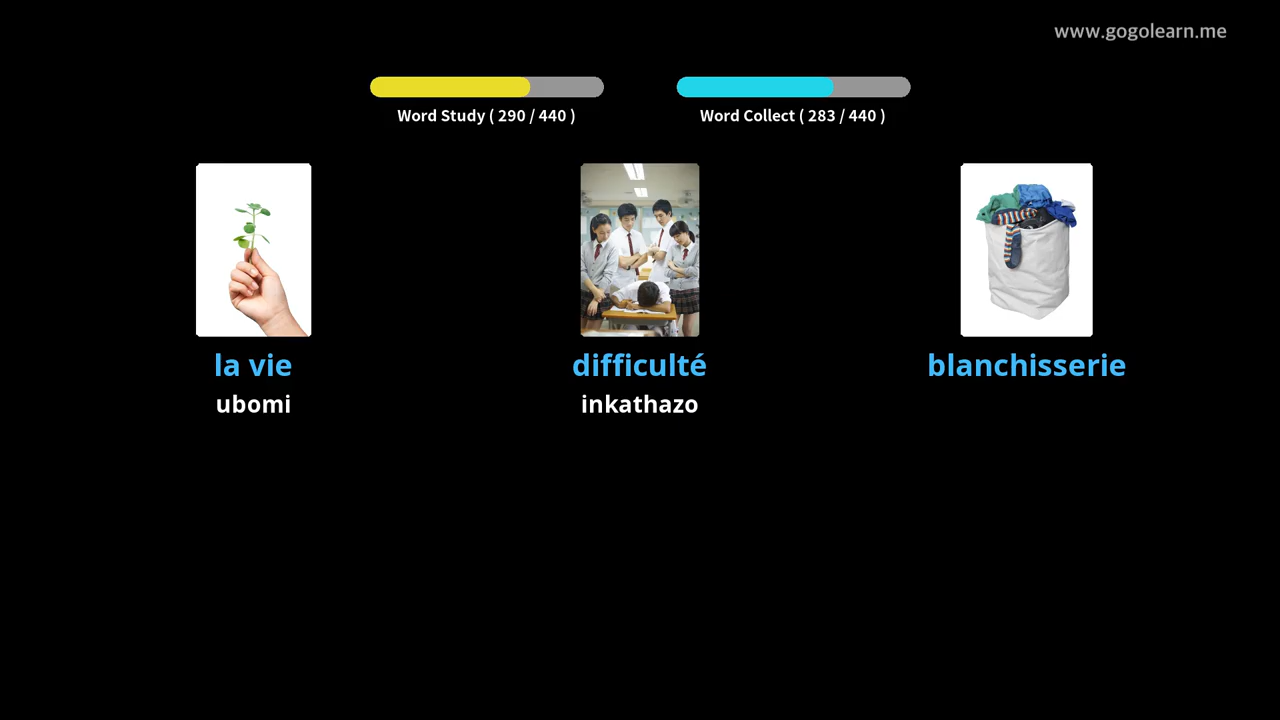 www.gogolearn.me
Word Study ( 290 / 440 )
Word Collect ( 283 / 440 )
la vie
ubomi
difficulté
inkathazo
blanchisserie